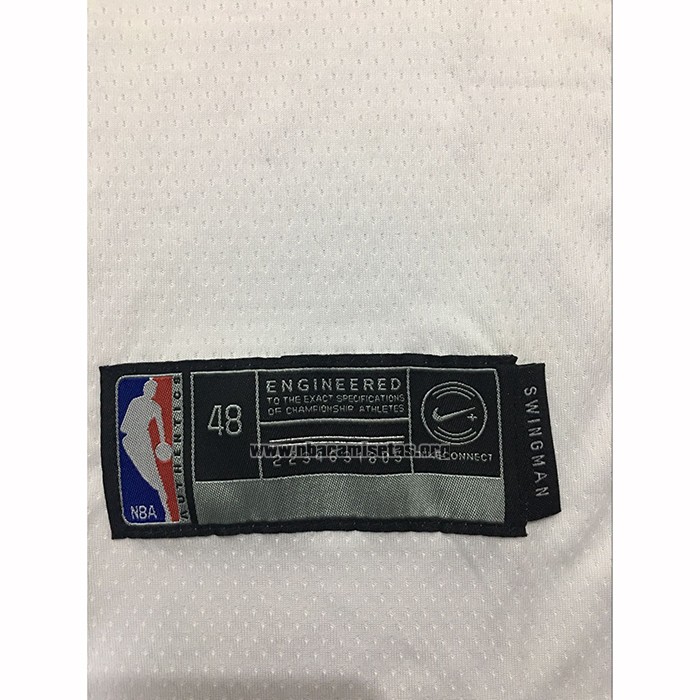 NBA
AUTHENTICS
48
ENGINEERED
TO THE EXACT SPECIFICATIONS
OF CHAMPIONSHIP ATHLETES
www.nbacamisetas.org
CONNECT
SWINGMAN